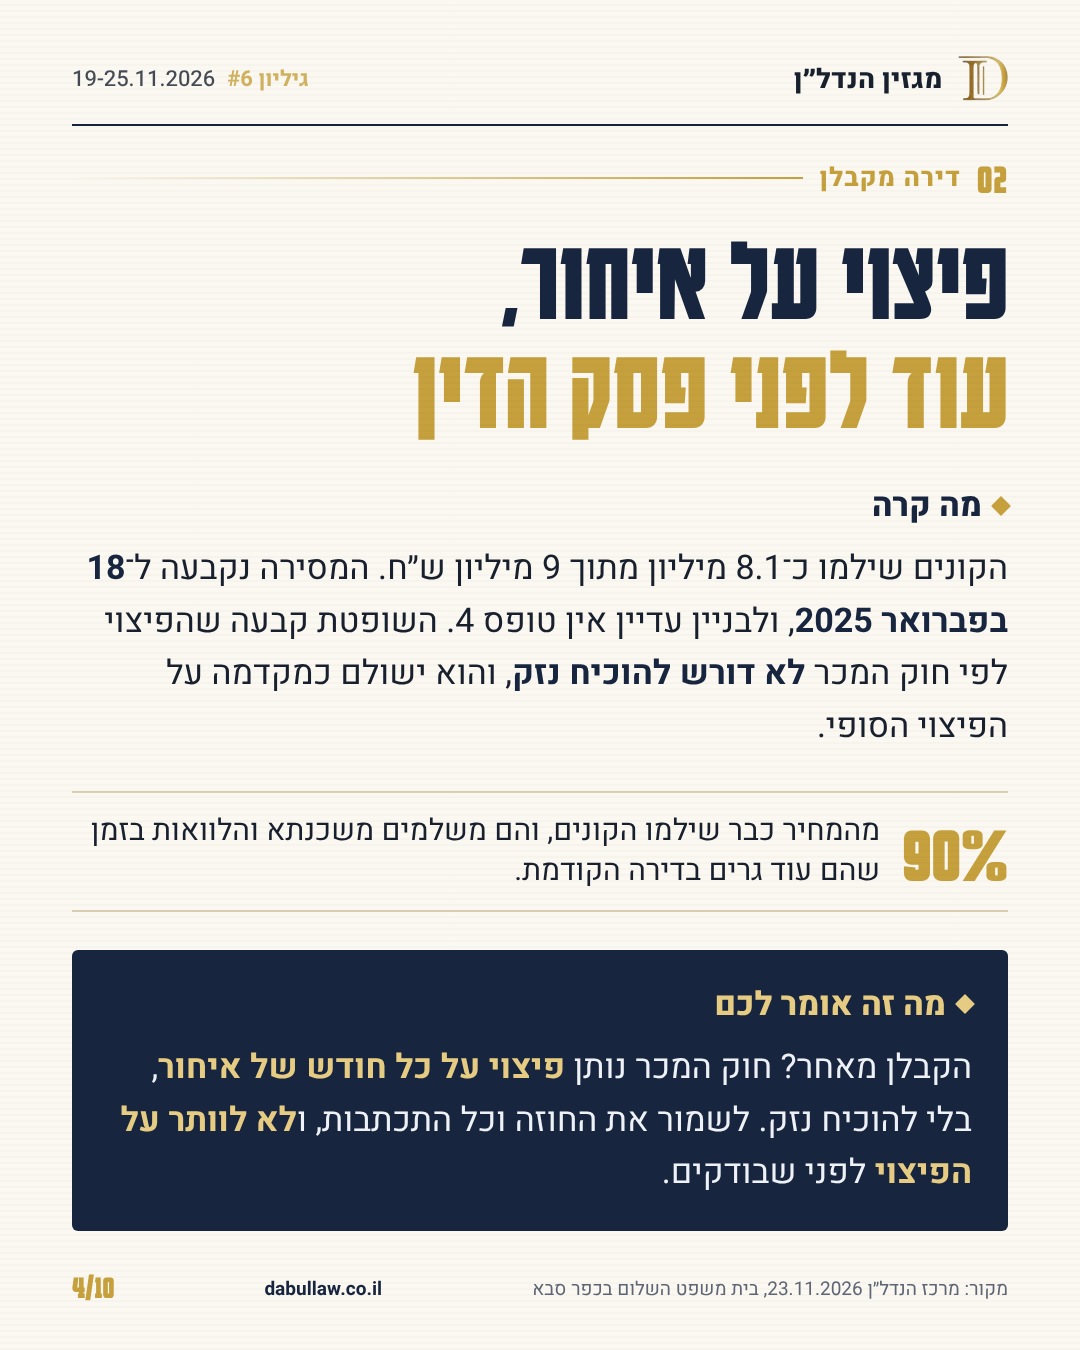 מגזין הנדל״ן
גיליון #6 19-25.11.2026
02 דירה מקבלן
פיצוי על איחור,
עוד לפני פסק הדין
מה קרה
הקונים שילמו כ־8.1 מיליון מתוך 9 מיליון ש״ח. המסירה נקבעה ל־18
בפברואר 2025, ולבניין עדיין אין טופס 4. השופטת קבעה שהפיצוי
לפי חוק המכר לא דורש להוכיח נזק, והוא ישולם כמקדמה על
הפיצוי הסופי.
90%
מהמחיר כבר שילמו הקונים, והם משלמים משכנתא והלוואות בזמן
שהם עוד גרים בדירה הקודמת.
מה זה אומר לכם
הקבלן מאחר? חוק המכר נותן פיצוי על כל חודש של איחור,
בלי להוכיח נזק. לשמור את החוזה וכל התכתבות, ולא לוותר על
הפיצוי לפני שבודקים.
מקור: מרכז הנדל״ן 23.11.2026, בית משפט השלום בכפר סבא
dabullaw.co.il
4/10